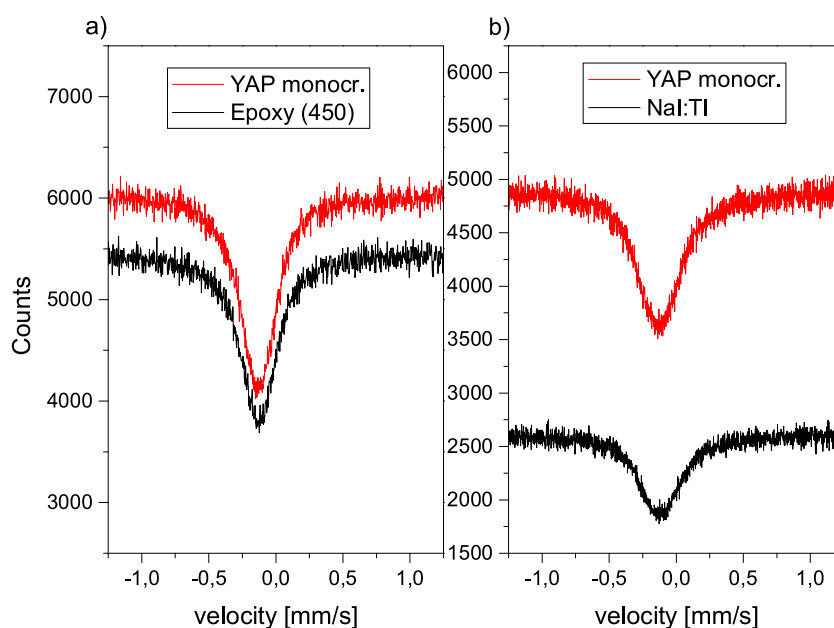 a)
YAP monocr.
Epoxy (450)
7000
6000
5000
4000
3000
Counts
-1,0 -0,5 0,0 0,5 1,0
velocity [mm/s]
b)
YAP monocr.
NaI:Tl
6000
5500
5000
4500
4000
3500
3000
2500
2000
1500
-1,0 -0,5 0,0 0,5 1,0
velocity [mm/s]